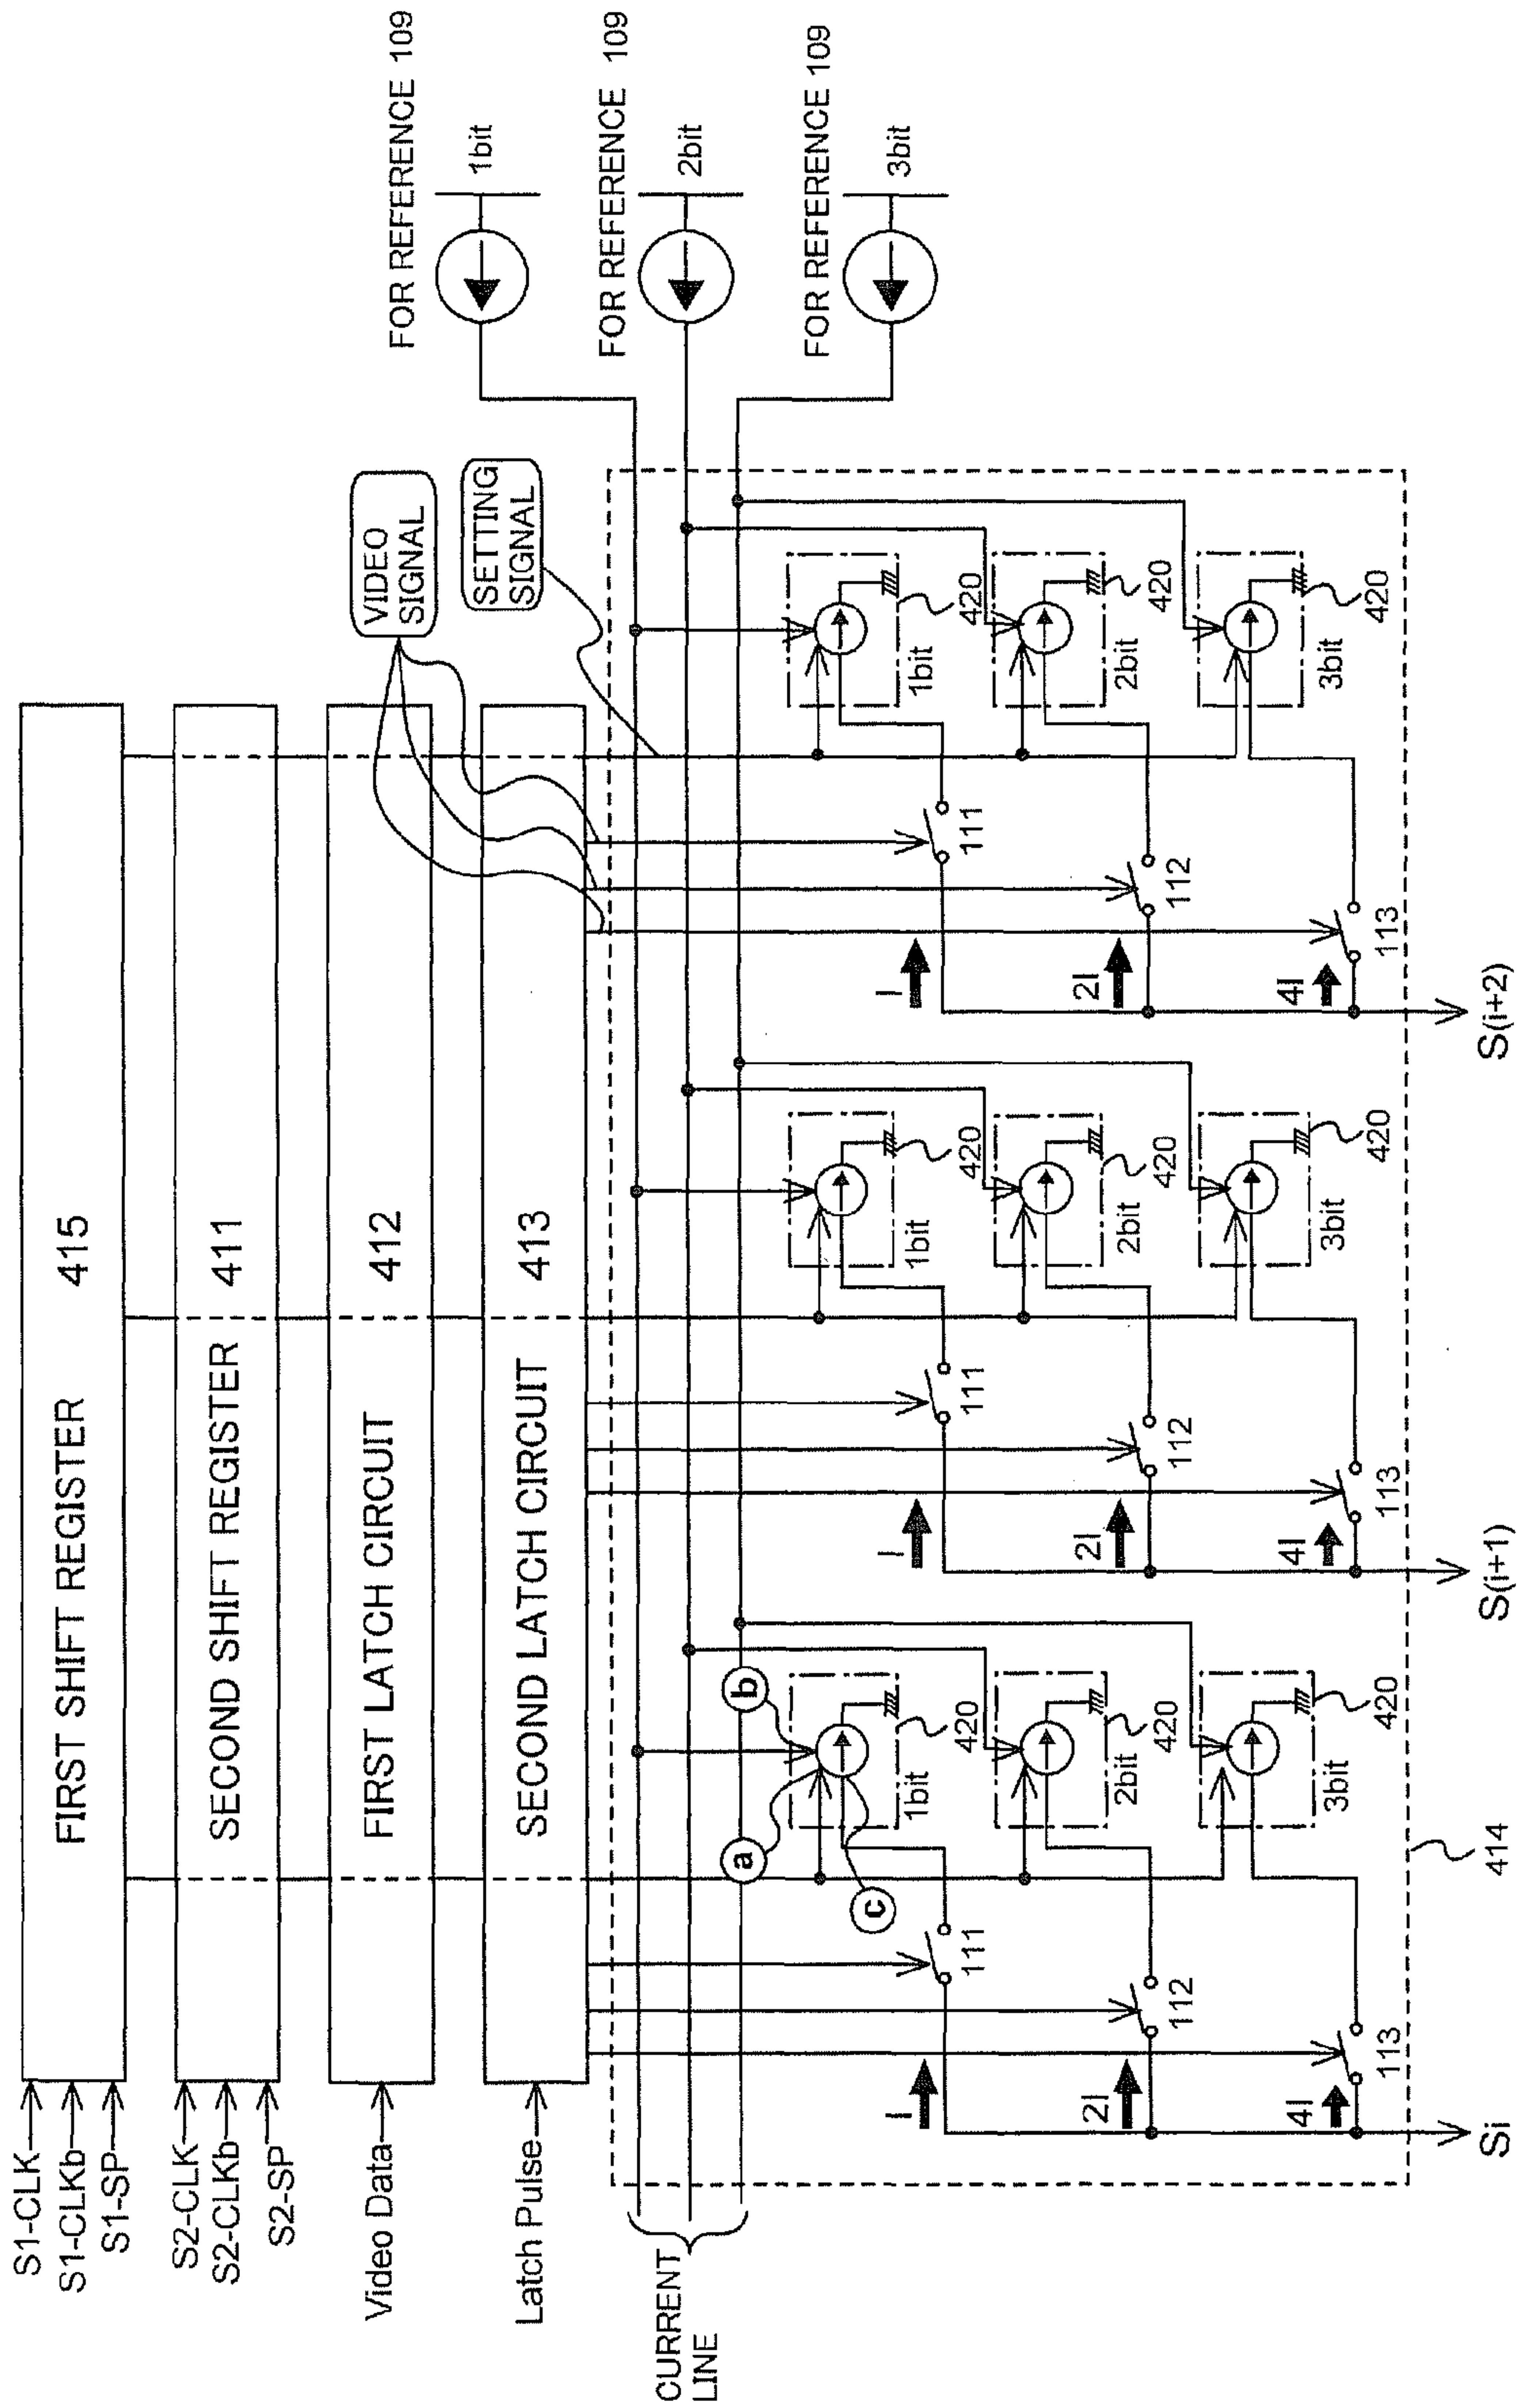 S1-CLK
S1-CLKb
S1-SP
FIRST SHIFT REGISTER 415
S2-CLK
S2-CLKb
S2-SP
SECOND SHIFT REGISTER 411
Video Data
FIRST LATCH CIRCUIT 412
Latch Pulse
SECOND LATCH CIRCUIT 413
VIDEO
SIGNAL
SETTING
SIGNAL
FOR REFERENCE 109
1bit
FOR REFERENCE 109
2bit
FOR REFERENCE 109
3bit
CURRENT
LINE
a
b
c
1bit
420
1bit
420
1bit
420
I
111
I
111
I
111
2bit
420
2bit
420
2bit
420
2I
112
2I
112
2I
112
3bit
420
3bit
420
3bit
420
4I
113
4I
113
4I
113
414
Si
S(i+1)
S(i+2)